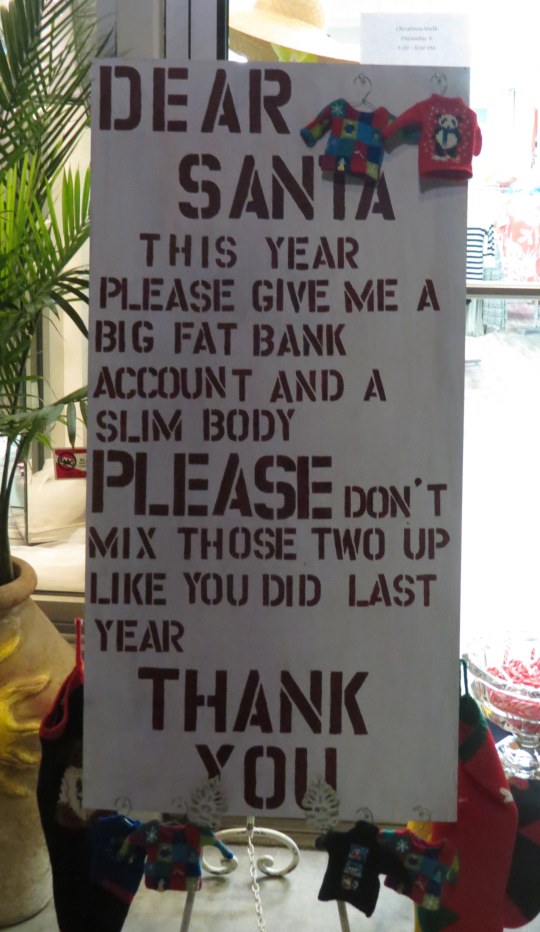 DEAR
SANTA
THIS YEAR
PLEASE GIVE ME A
BIG FAT BANK
ACCOUNT AND A
SLIM BODY
PLEASE DON'T
MIX THOSE TWO UP
LIKE YOU DID LAST
YEAR
THANK
YOU